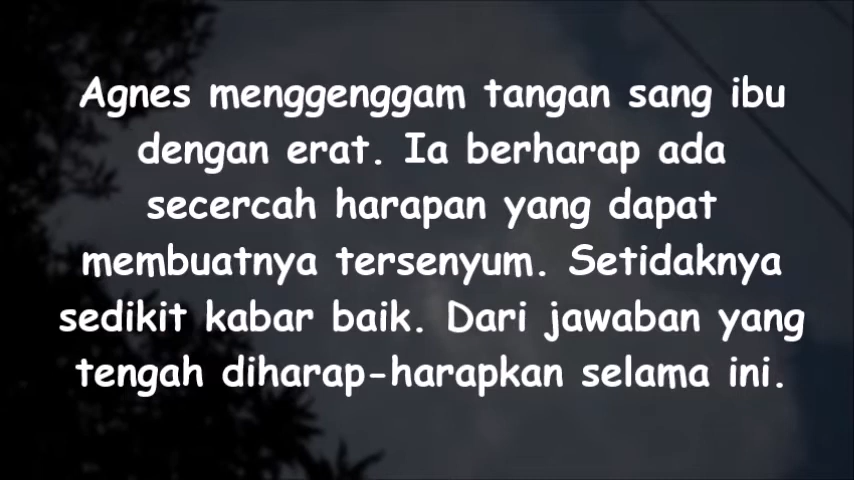 Agnes menggenggam tangan sang ibu
dengan erat. Ia berharap ada
secercah harapan yang dapat
membuatnya tersenyum. Setidaknya
sedikit kabar baik. Dari jawaban yang
tengah diharap-harapkan selama ini.